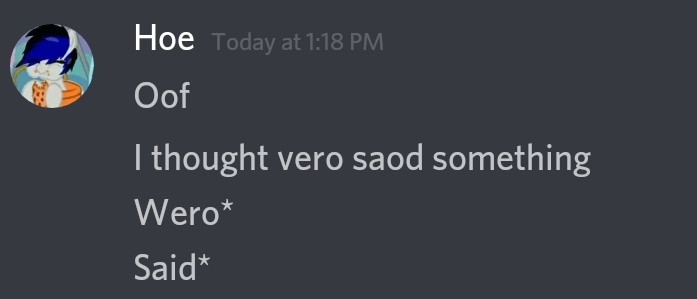 Hoe Today at 1:18 PM
Oof
I thought vero saod something
Wero*
Said*